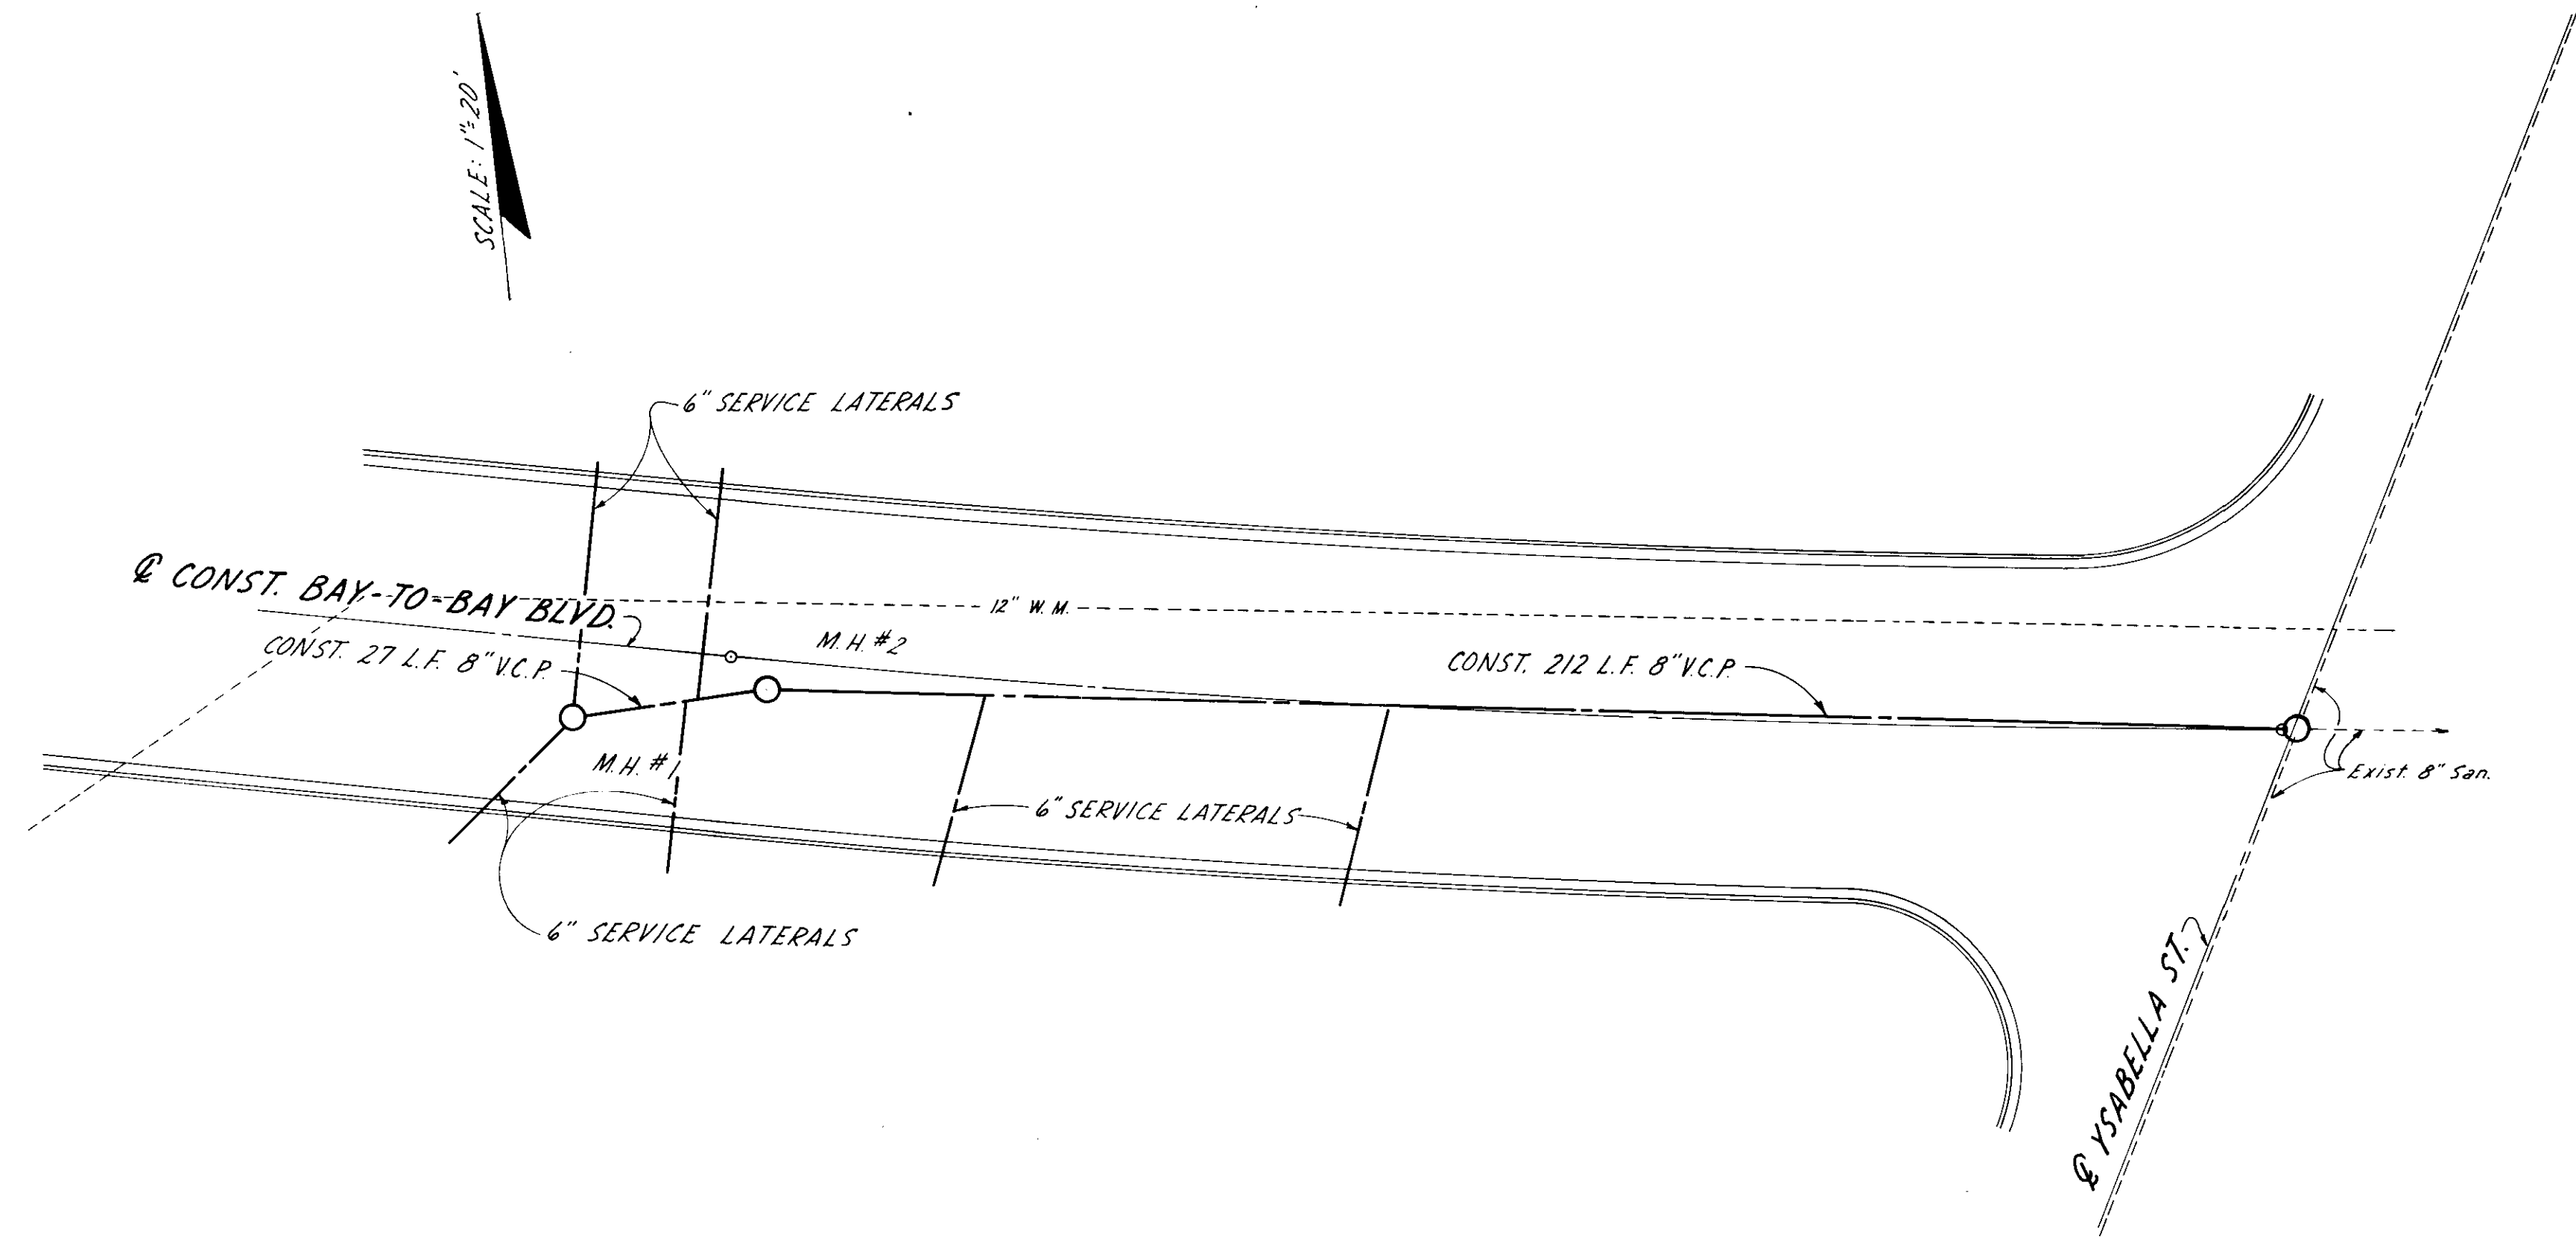 SCALE: 1"=20'
6" SERVICE LATERALS
℄ CONST. BAY-TO-BAY BLVD.
12" W.M.
CONST. 27 L.F. 8" V.C.P.
M.H. #2
CONST. 212 L.F. 8" V.C.P.
M.H. #1
Exist. 8" San.
6" SERVICE LATERALS
6" SERVICE LATERALS
℄ YSABELLA ST.